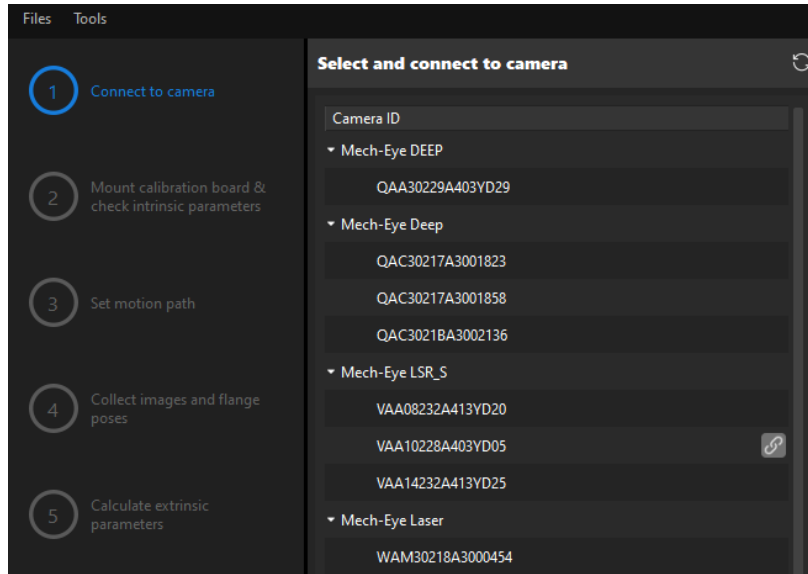 Files Tools
1 Connect to camera
2 Mount calibration board &
check intrinsic parameters
3 Set motion path
4 Collect images and flange
poses
5 Calculate extrinsic
parameters
Select and connect to camera
Camera ID
Mech-Eye DEEP
QAA30229A403YD29
Mech-Eye Deep
QAC30217A3001823
QAC30217A3001858
QAC3021BA3002136
Mech-Eye LSR_S
VAA08232A413YD20
VAA10228A403YD05
VAA14232A413YD25
Mech-Eye Laser
WAM30218A3000454